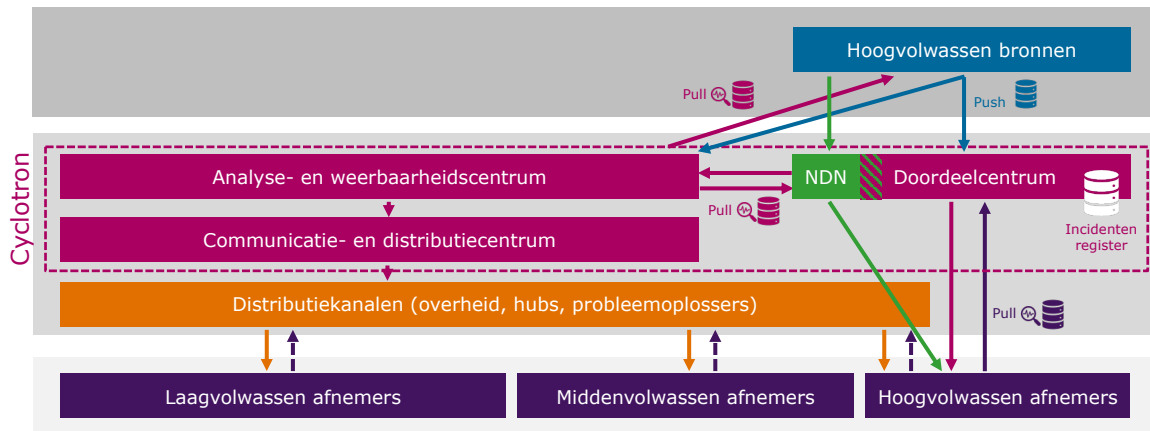 Hoogvolwassen bronnen
Pull
Push
Cyclotron
Analyse- en weerbaarheidscentrum
NDN
Doordeelcentrum
Pull
Incidenten
register
Communicatie- en distributiecentrum
Distributiekanalen (overheid, hubs, probleemoplossers)
Pull
Laagvolwassen afnemers
Middenvolwassen afnemers
Hoogvolwassen afnemers